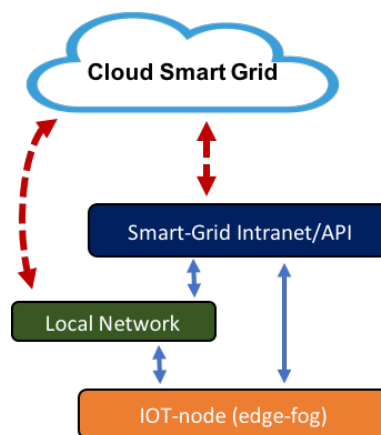 Cloud Smart Grid
Smart-Grid Intranet/API
Local Network
IOT-node (edge-fog)